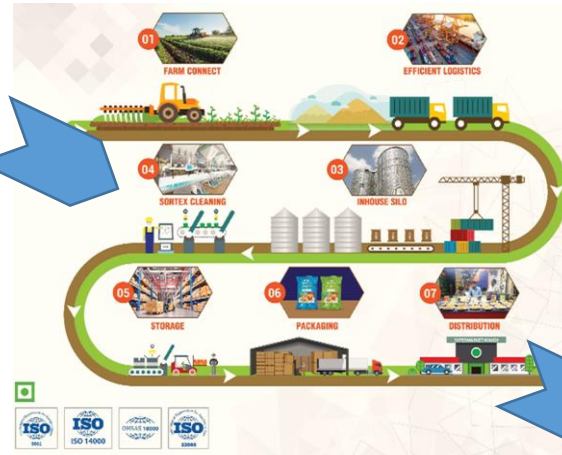 01
FARM CONNECT
02
EFFICIENT LOGISTICS
04
SORTEX CLEANING
03
INHOUSE SILO
05
STORAGE
06
PACKAGING
07
DISTRIBUTION
SUPERMARKET
ISO
9001
ISO
ISO 14000
OHSAS 18000
ISO
22000